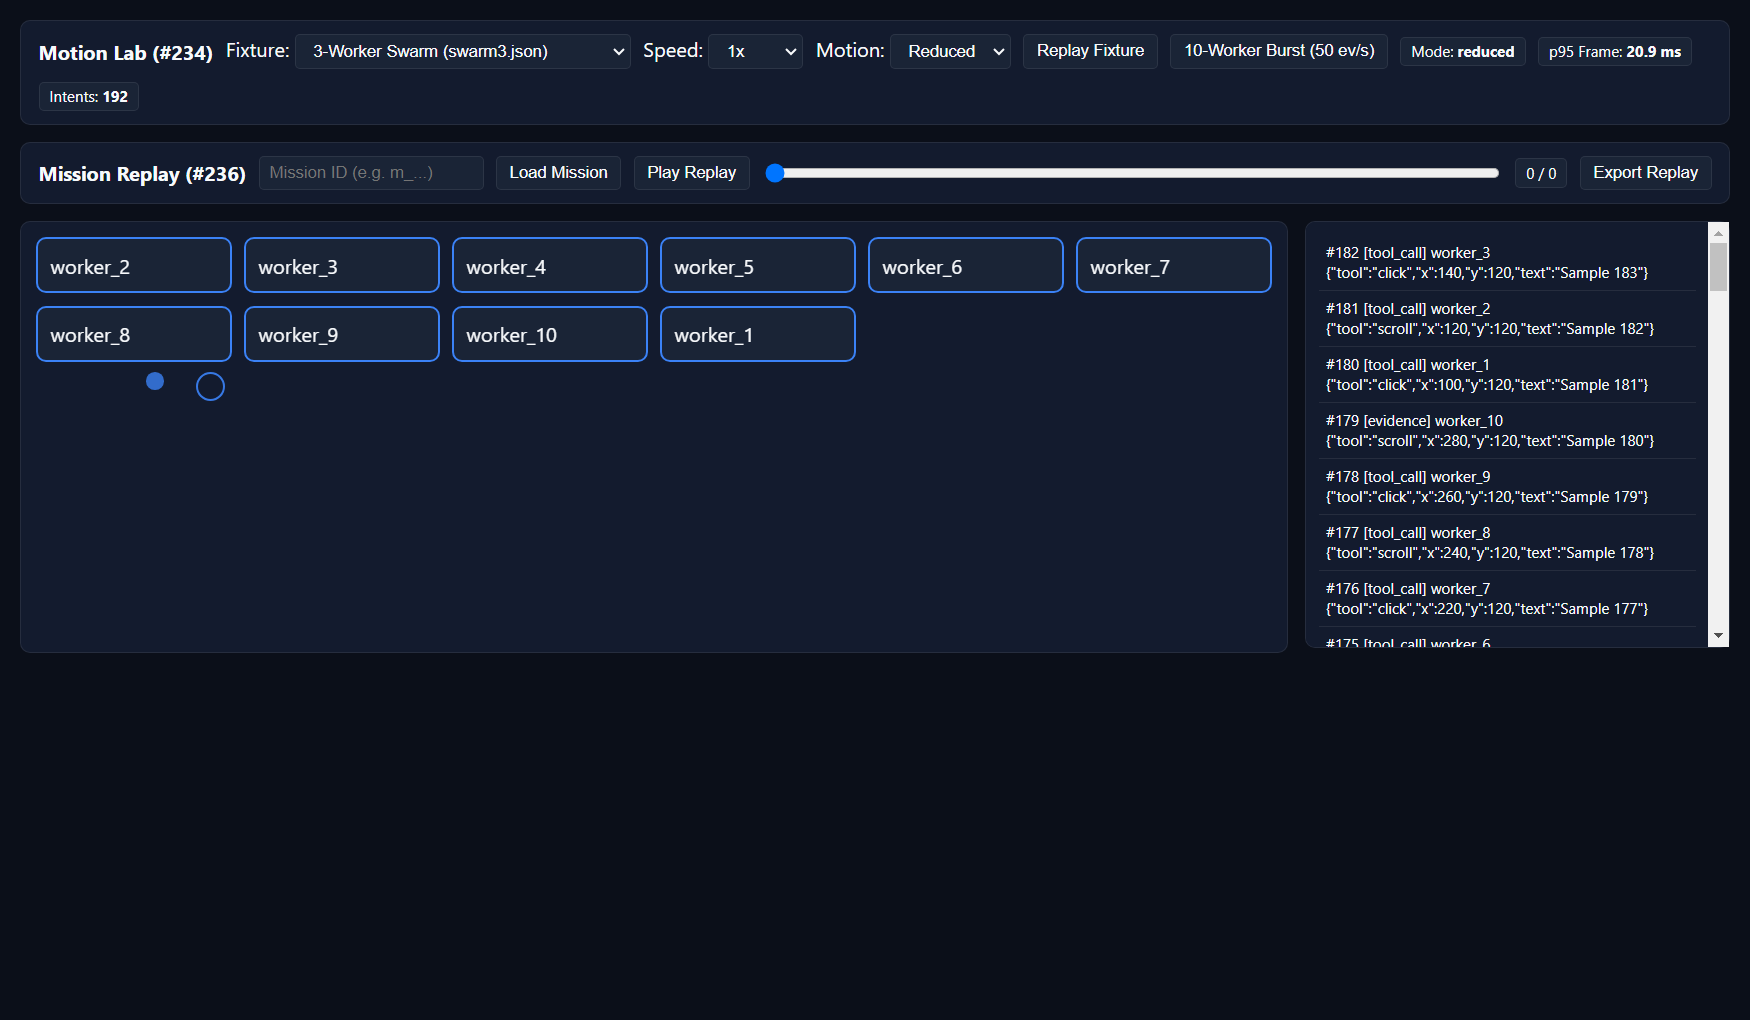 Motion Lab (#234) Fixture: 3-Worker Swarm (swarm3.json) Speed: 1x Motion: Reduced Replay Fixture 10-Worker Burst (50 ev/s) Mode: reduced p95 Frame: 20.9 ms
Intents: 192
Mission Replay (#236) Mission ID (e.g. m_...) Load Mission Play Replay 0 / 0 Export Replay
worker_2 worker_3 worker_4 worker_5 worker_6 worker_7
worker_8 worker_9 worker_10 worker_1
#182 [tool_call] worker_3
{"tool":"click","x":140,"y":120,"text":"Sample 183"}
#181 [tool_call] worker_2
{"tool":"scroll","x":120,"y":120,"text":"Sample 182"}
#180 [tool_call] worker_1
{"tool":"click","x":100,"y":120,"text":"Sample 181"}
#179 [evidence] worker_10
{"tool":"scroll","x":280,"y":120,"text":"Sample 180"}
#178 [tool_call] worker_9
{"tool":"click","x":260,"y":120,"text":"Sample 179"}
#177 [tool_call] worker_8
{"tool":"scroll","x":240,"y":120,"text":"Sample 178"}
#176 [tool_call] worker_7
{"tool":"click","x":220,"y":120,"text":"Sample 177"}
#175 [tool_call] worker_6